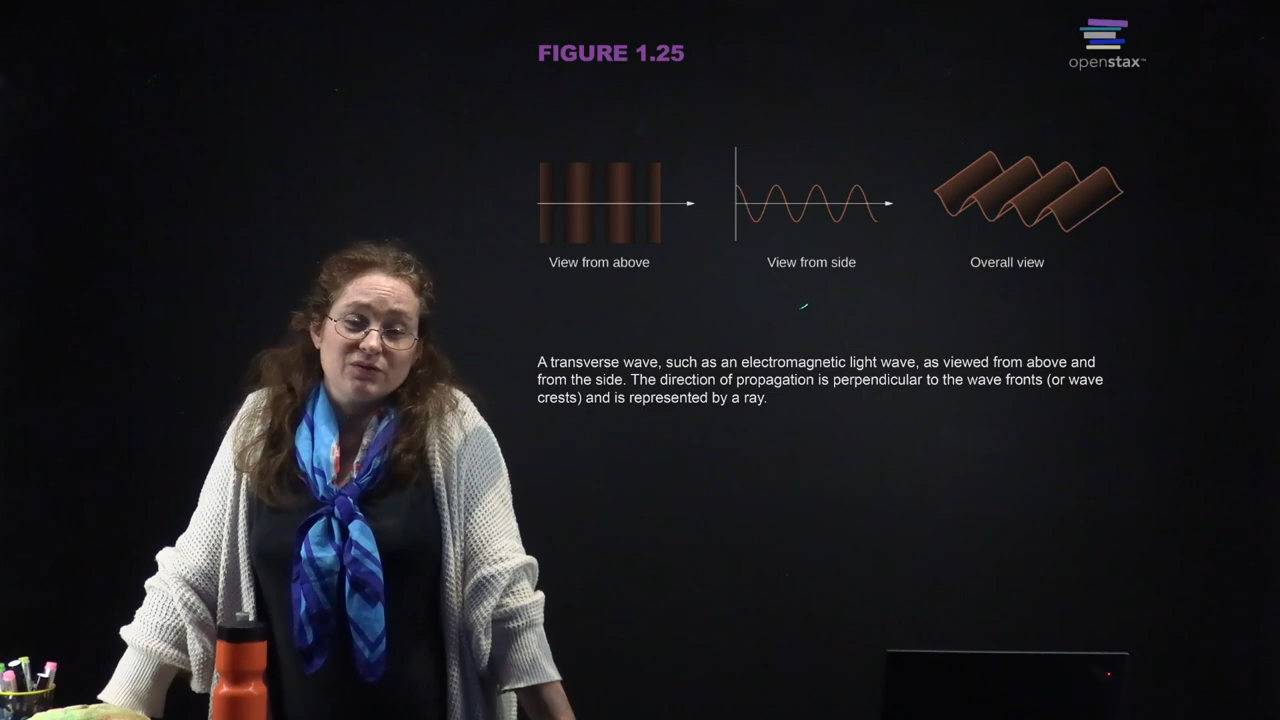 FIGURE 1.25
openstax™
View from above
View from side
Overall view
A transverse wave, such as an electromagnetic light wave, as viewed from above and
from the side. The direction of propagation is perpendicular to the wave fronts (or wave
crests) and is represented by a ray.